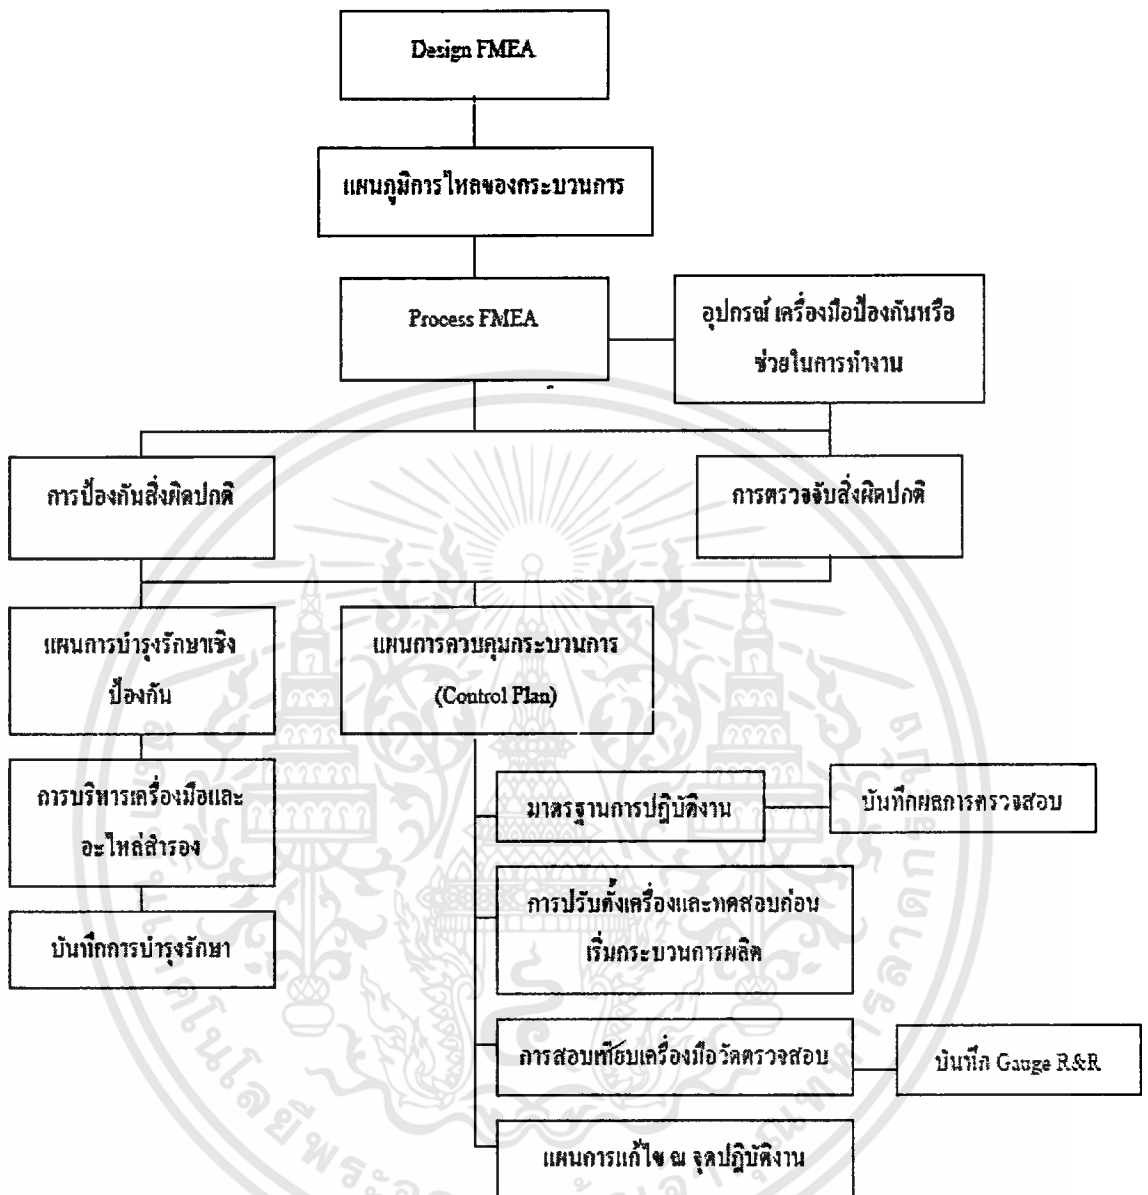 Design FMEA
แผนภูมิการไหลของกระบวนการ
Process FMEA
อุปกรณ์ เครื่องมือป้องกันหรือ
ช่วยในการทำงาน
การป้องกันสิ่งผิดปกติ
การตรวจจับสิ่งผิดปกติ
แผนการบำรุงรักษาเชิง
ป้องกัน
แผนการควบคุมกระบวนการ
(Control Plan)
การบริหารเครื่องมือและ
อะไหล่สำรอง
มาตรฐานการปฏิบัติงาน
บันทึกผลการตรวจสอบ
บันทึกการบำรุงรักษา
การปรับตั้งเครื่องและทดสอบก่อน
เริ่มกระบวนการผลิต
การสอบเทียบเครื่องมือวัดตรวจสอบ
บันทึก Gauge R&R
แผนการแก้ไข ณ จุดปฏิบัติงาน